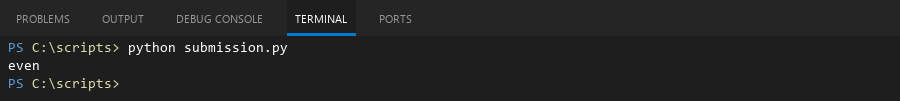 PROBLEMS OUTPUT DEBUG CONSOLE TERMINAL PORTS
PS C:\scripts> python submission.py
even
PS C:\scripts>